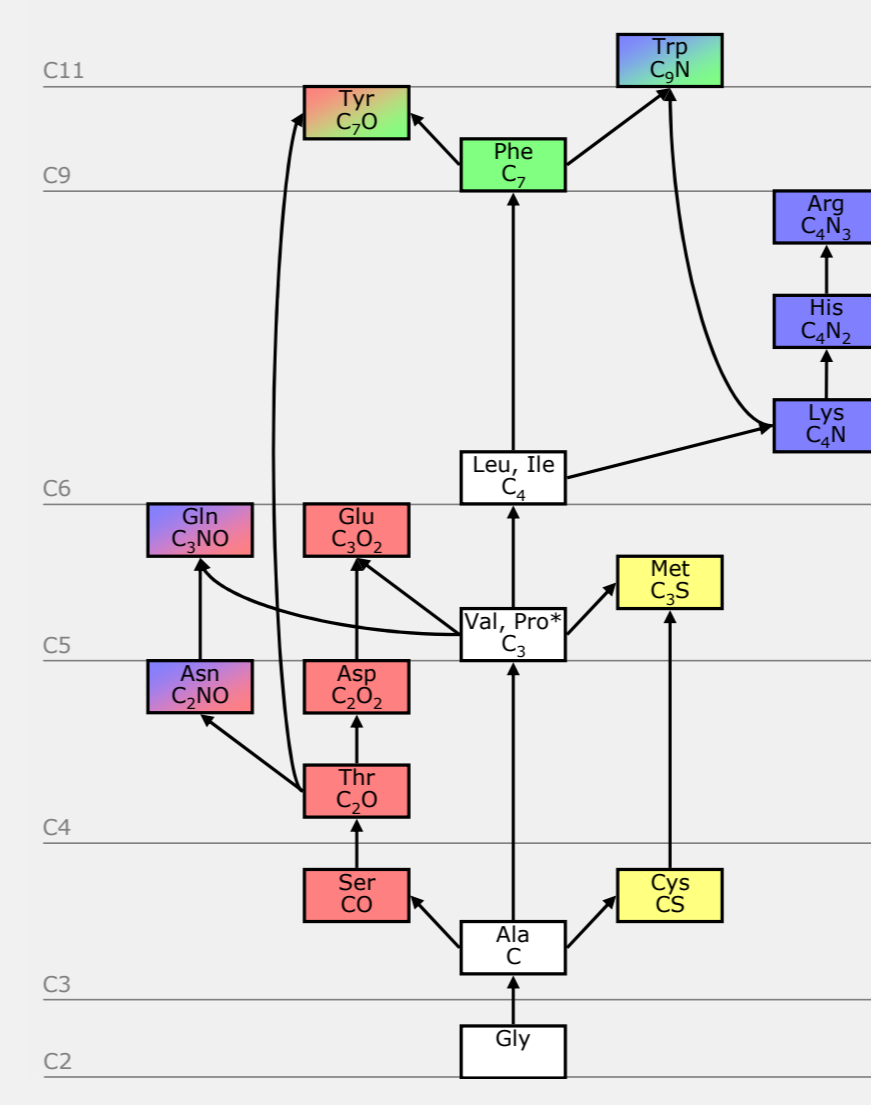 Trp
C₉N
C11
Tyr
C₇O
Phe
C₇
C9
Arg
C₄N₃
His
C₄N₂
Lys
C₄N
Leu, Ile
C₄
C6
Gln
C₃NO
Glu
C₃O₂
Met
C₃S
Val, Pro*
C₃
C5
Asn
C₂NO
Asp
C₂O₂
Thr
C₂O
C4
Ser
CO
Cys
CS
Ala
C
C3
Gly
C2